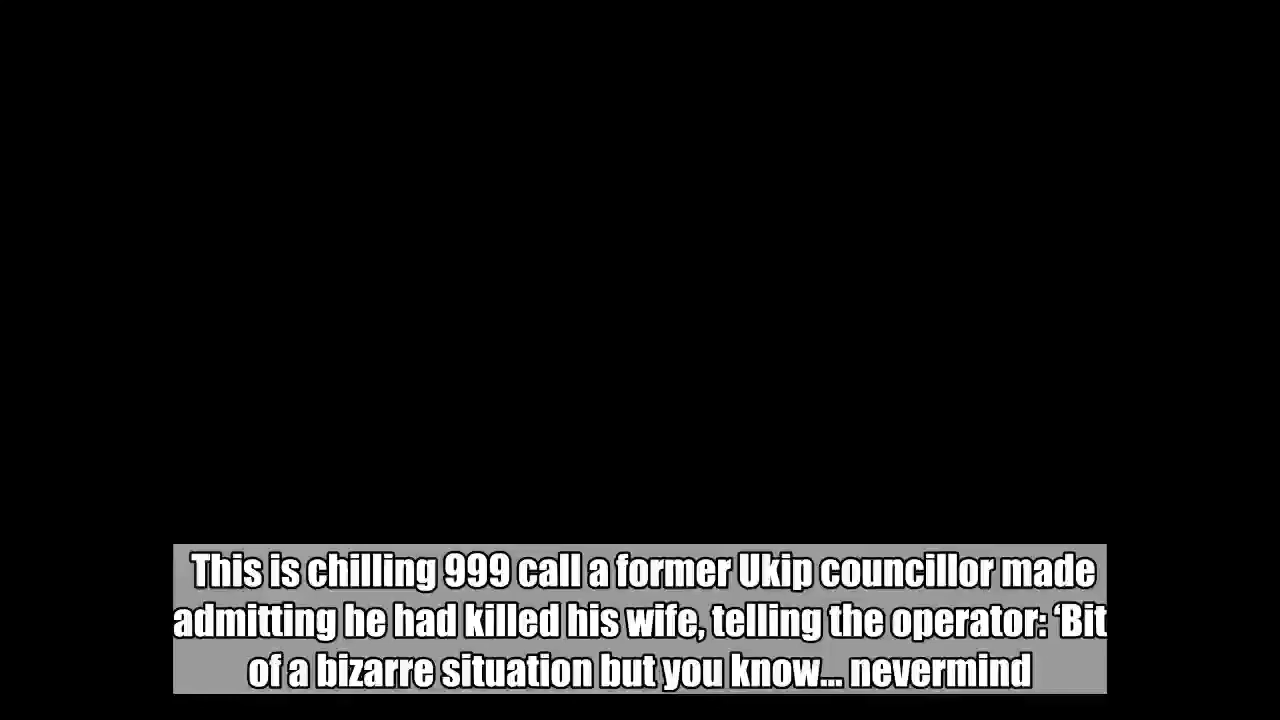 This is chilling 999 call a former Ukip councillor made
admitting he had killed his wife, telling the operator: ‘Bit
of a bizarre situation but you know... nevermind